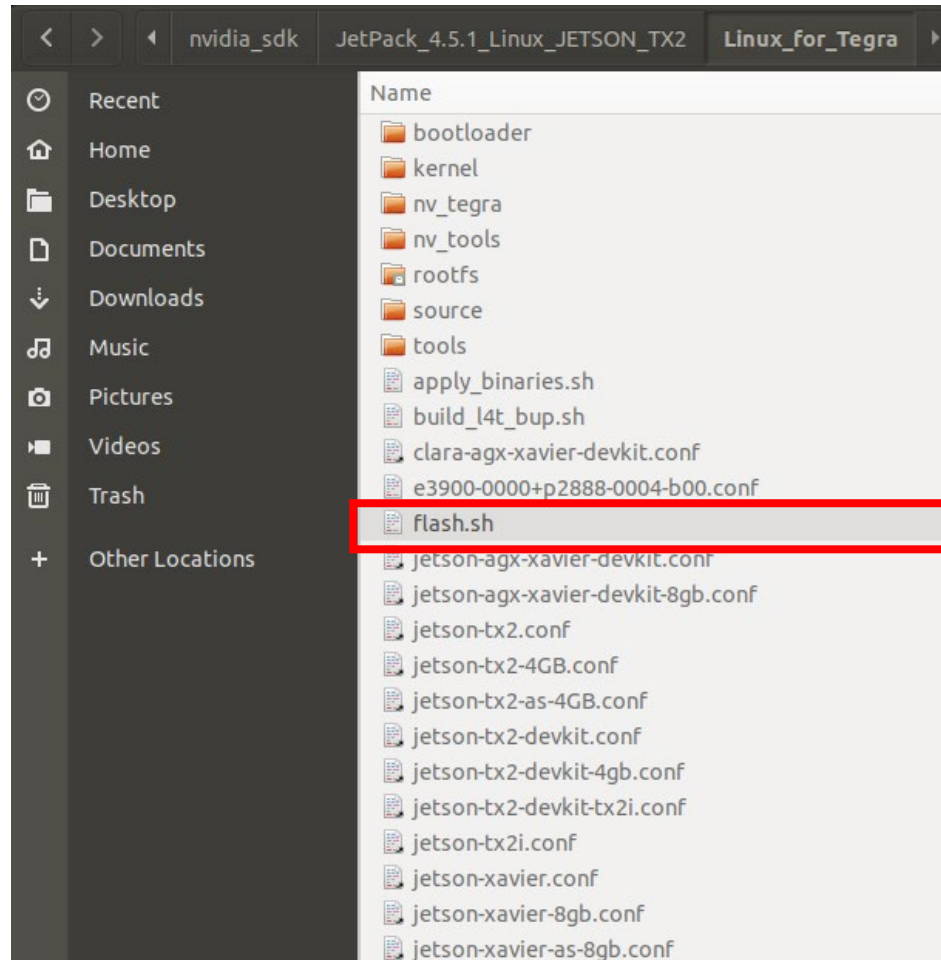 nvidia_sdk JetPack_4.5.1_Linux_JETSON_TX2 Linux_for_Tegra
Recent
Home
Desktop
Documents
Downloads
Music
Pictures
Videos
Trash
Other Locations
Name
bootloader
kernel
nv_tegra
nv_tools
rootfs
source
tools
apply_binaries.sh
build_l4t_bup.sh
clara-agx-xavier-devkit.conf
e3900-0000+p2888-0004-b00.conf
flash.sh
jetson-agx-xavier-devkit.conf
jetson-agx-xavier-devkit-8gb.conf
jetson-tx2.conf
jetson-tx2-4GB.conf
jetson-tx2-as-4GB.conf
jetson-tx2-devkit.conf
jetson-tx2-devkit-4gb.conf
jetson-tx2-devkit-tx2i.conf
jetson-tx2i.conf
jetson-xavier.conf
jetson-xavier-8gb.conf
jetson-xavier-as-8gb.conf